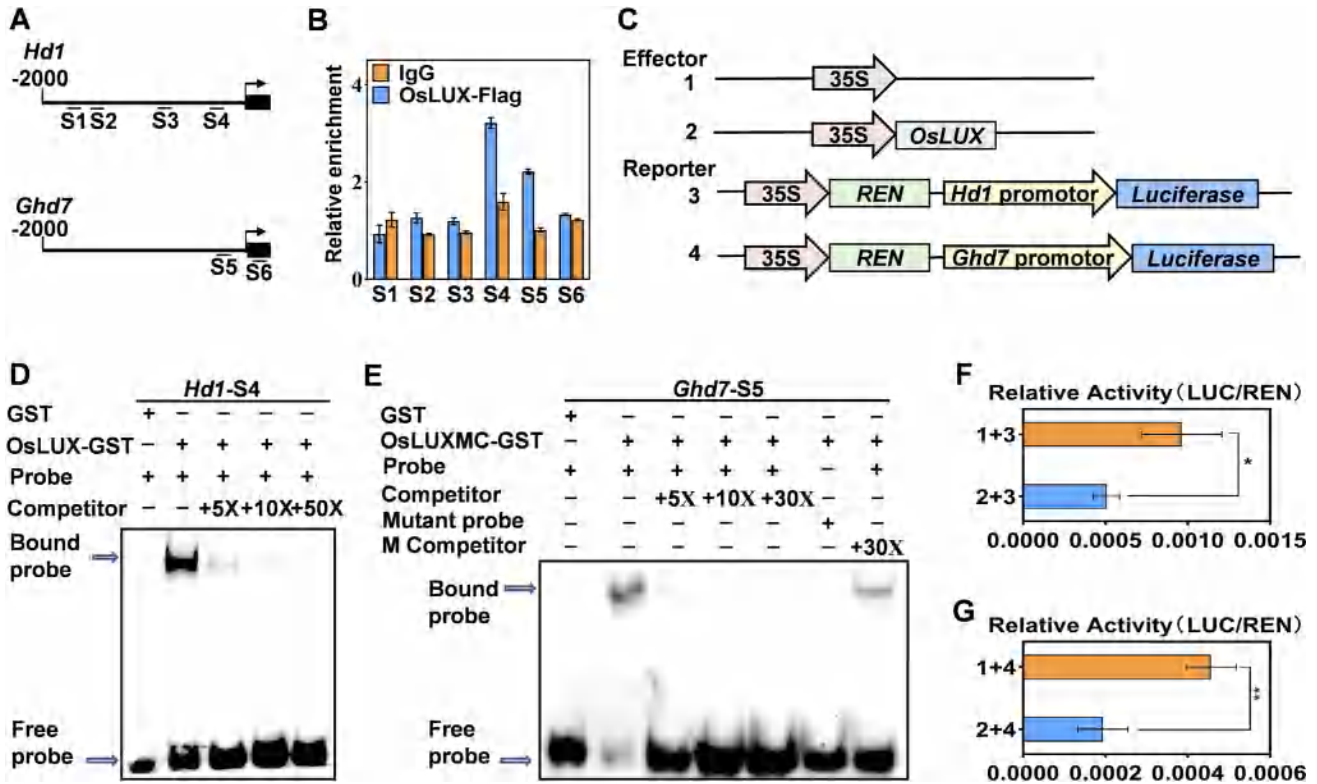 A
Hd1
-2000
S1 S2 S3 S4
Ghd7
-2000
S5 S6
B
Relative enrichment
4
2
0
IgG
OsLUX-Flag
S1 S2 S3 S4 S5 S6
C
Effector
1 35S
2 35S OsLUX
Reporter
3 35S REN Hd1 promotor Luciferase
4 35S REN Ghd7 promotor Luciferase
D
Hd1-S4
GST + − − − −
OsLUX-GST − + + + +
Probe + + + + +
Competitor − − +5X +10X +50X
Bound
probe
Free
probe
E
Ghd7-S5
GST + − − − − − −
OsLUXMC-GST − + + + + + +
Probe + + + + + − +
Competitor − − +5X +10X +30X − −
Mutant probe − − − − − + −
M Competitor − − − − − − +30X
Bound
probe
Free
probe
F
Relative Activity（LUC/REN）
1+3
*
2+3
0.0000 0.0005 0.0010 0.0015
G
Relative Activity（LUC/REN）
1+4
**
2+4
0.0000 0.0002 0.0004 0.0006